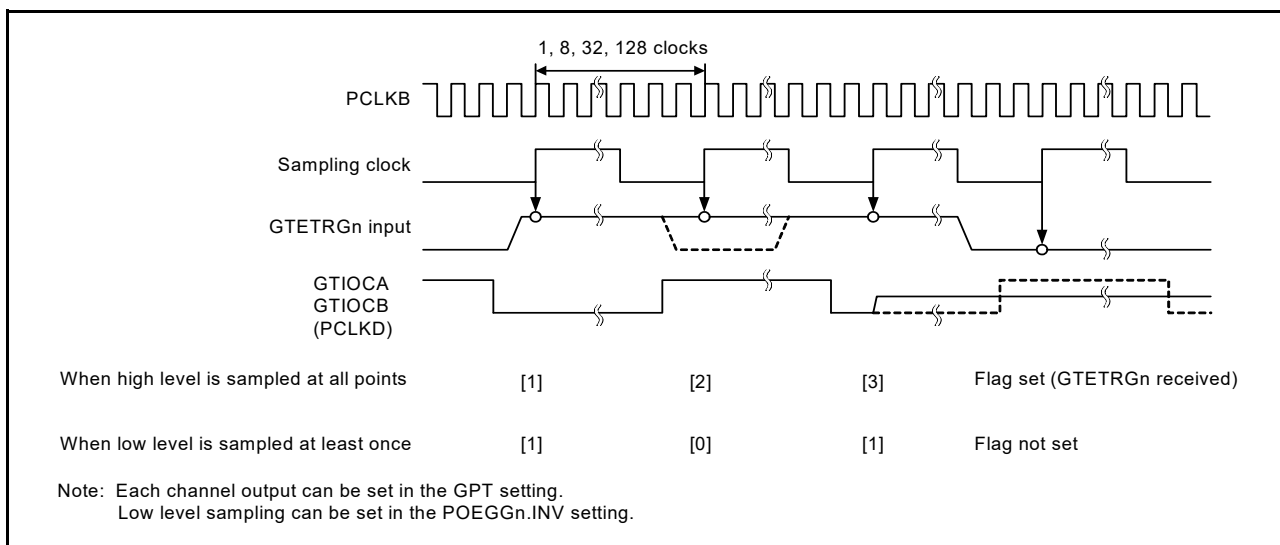 1, 8, 32, 128 clocks
PCLKB
Sampling clock
GTETRGn input
GTIOCA
GTIOCB
(PCLKD)
When high level is sampled at all points [1] [2] [3] Flag set (GTETRGn received)
When low level is sampled at least once [1] [0] [1] Flag not set
Note: Each channel output can be set in the GPT setting.
Low level sampling can be set in the POEGGn.INV setting.